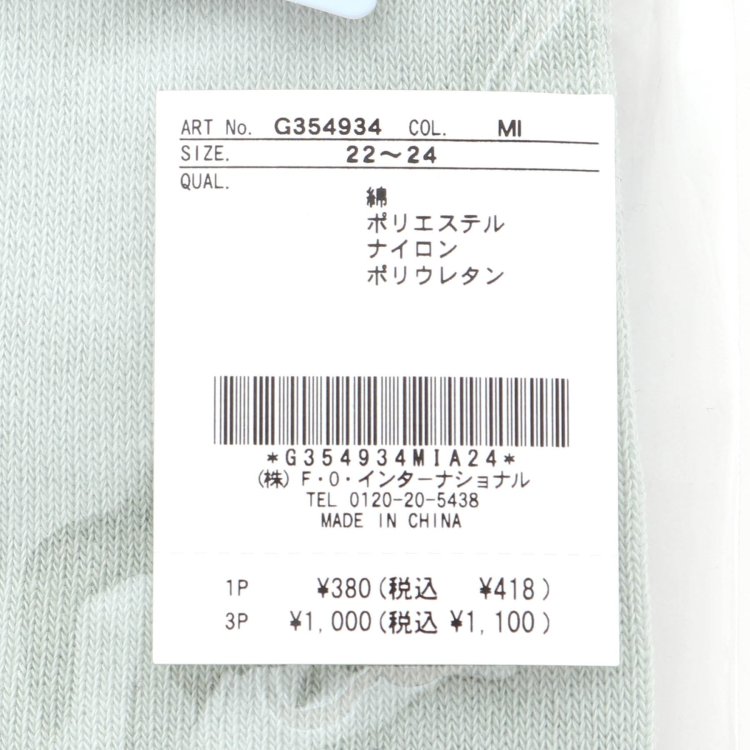 ART No. G354934 COL. MI
SIZE. 22～24
QUAL.
綿
ポリエステル
ナイロン
ポリウレタン
*G354934MIA24*
(株) F・O・インターナショナル
TEL 0120-20-5438
MADE IN CHINA
1P ¥380(税込 ¥418)
3P ¥1,000(税込 ¥1,100)